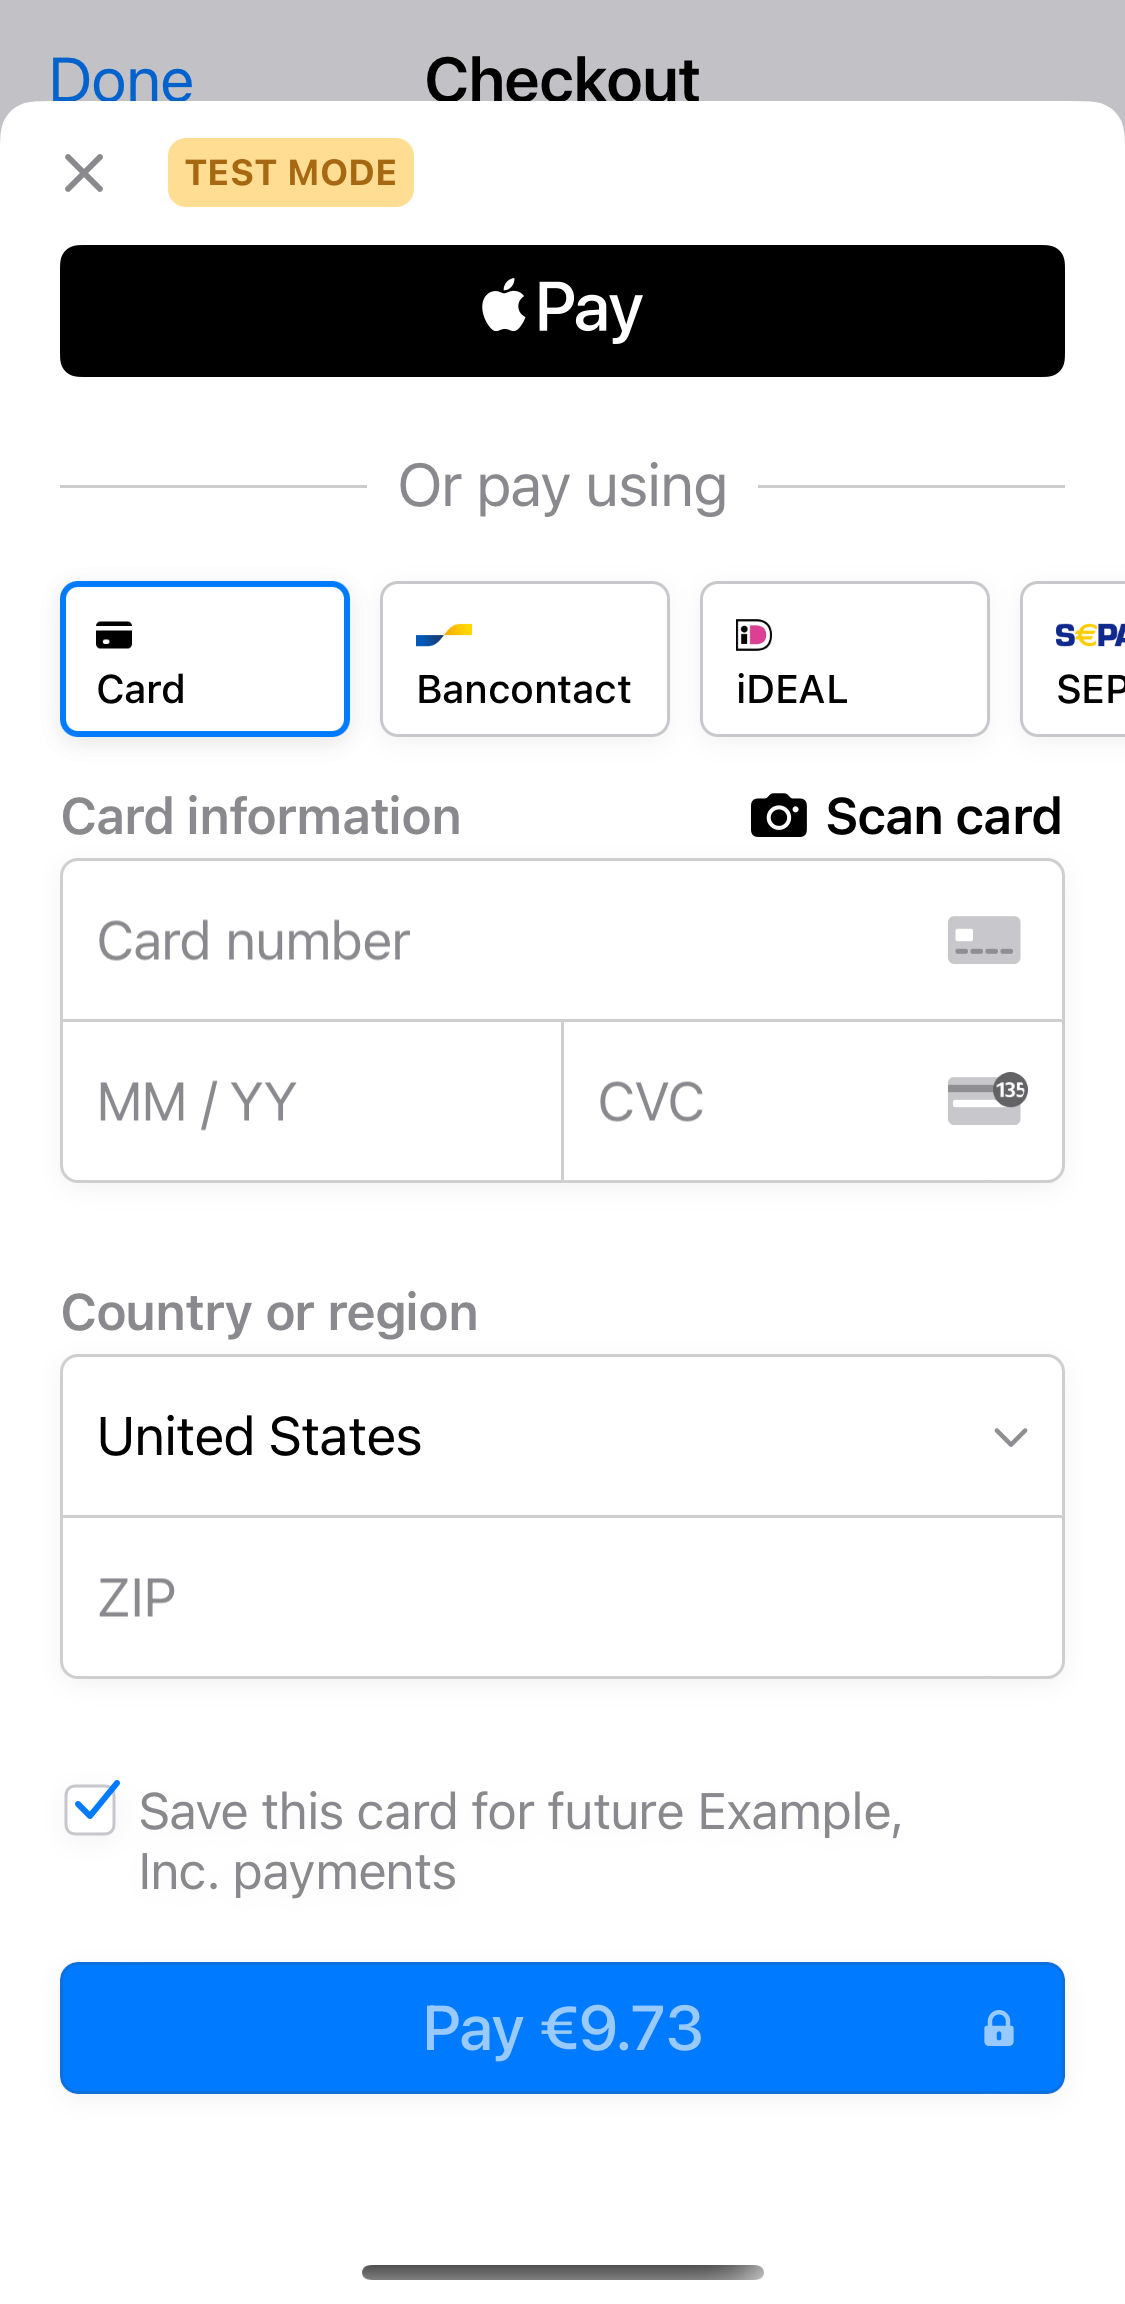 Done
Checkout
TEST MODE
Pay
Or pay using
Card
Bancontact
iD
iDEAL
S€PA
SEP
Card information
Scan card
Card number
MM / YY
CVC
135
Country or region
United States
ZIP
Save this card for future Example,
Inc. payments
Pay €9.73